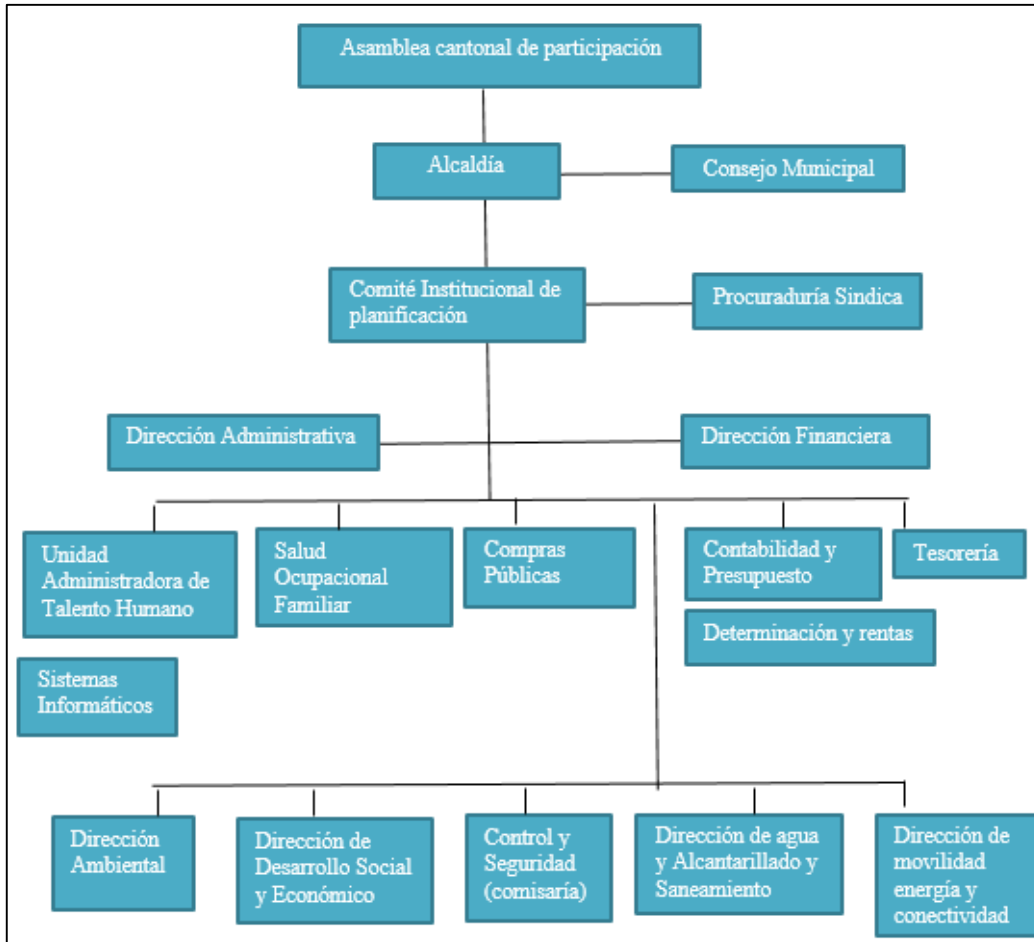 Asamblea cantonal de participación
Alcaldía
Consejo Municipal
Comité Institucional de
planificación
Procuraduría Sindica
Dirección Administrativa
Dirección Financiera
Unidad
Administradora de
Talento Humano
Salud
Ocupacional
Familiar
Compras
Públicas
Contabilidad y
Presupuesto
Tesorería
Determinación y rentas
Sistemas
Informáticos
Dirección
Ambiental
Dirección de
Desarrollo Social
y Económico
Control y
Seguridad
(comisaría)
Dirección de agua
y Alcantarillado y
Saneamiento
Dirección de
movilidad
energía y
conectividad